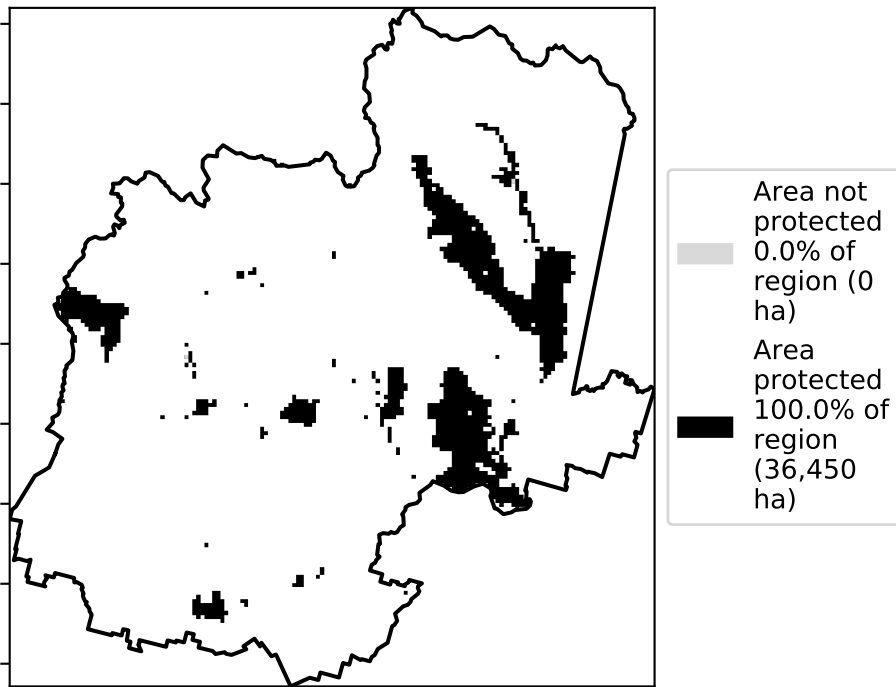 Area not
protected
0.0% of
region (0
ha)
Area
protected
100.0% of
region
(36,450
ha)